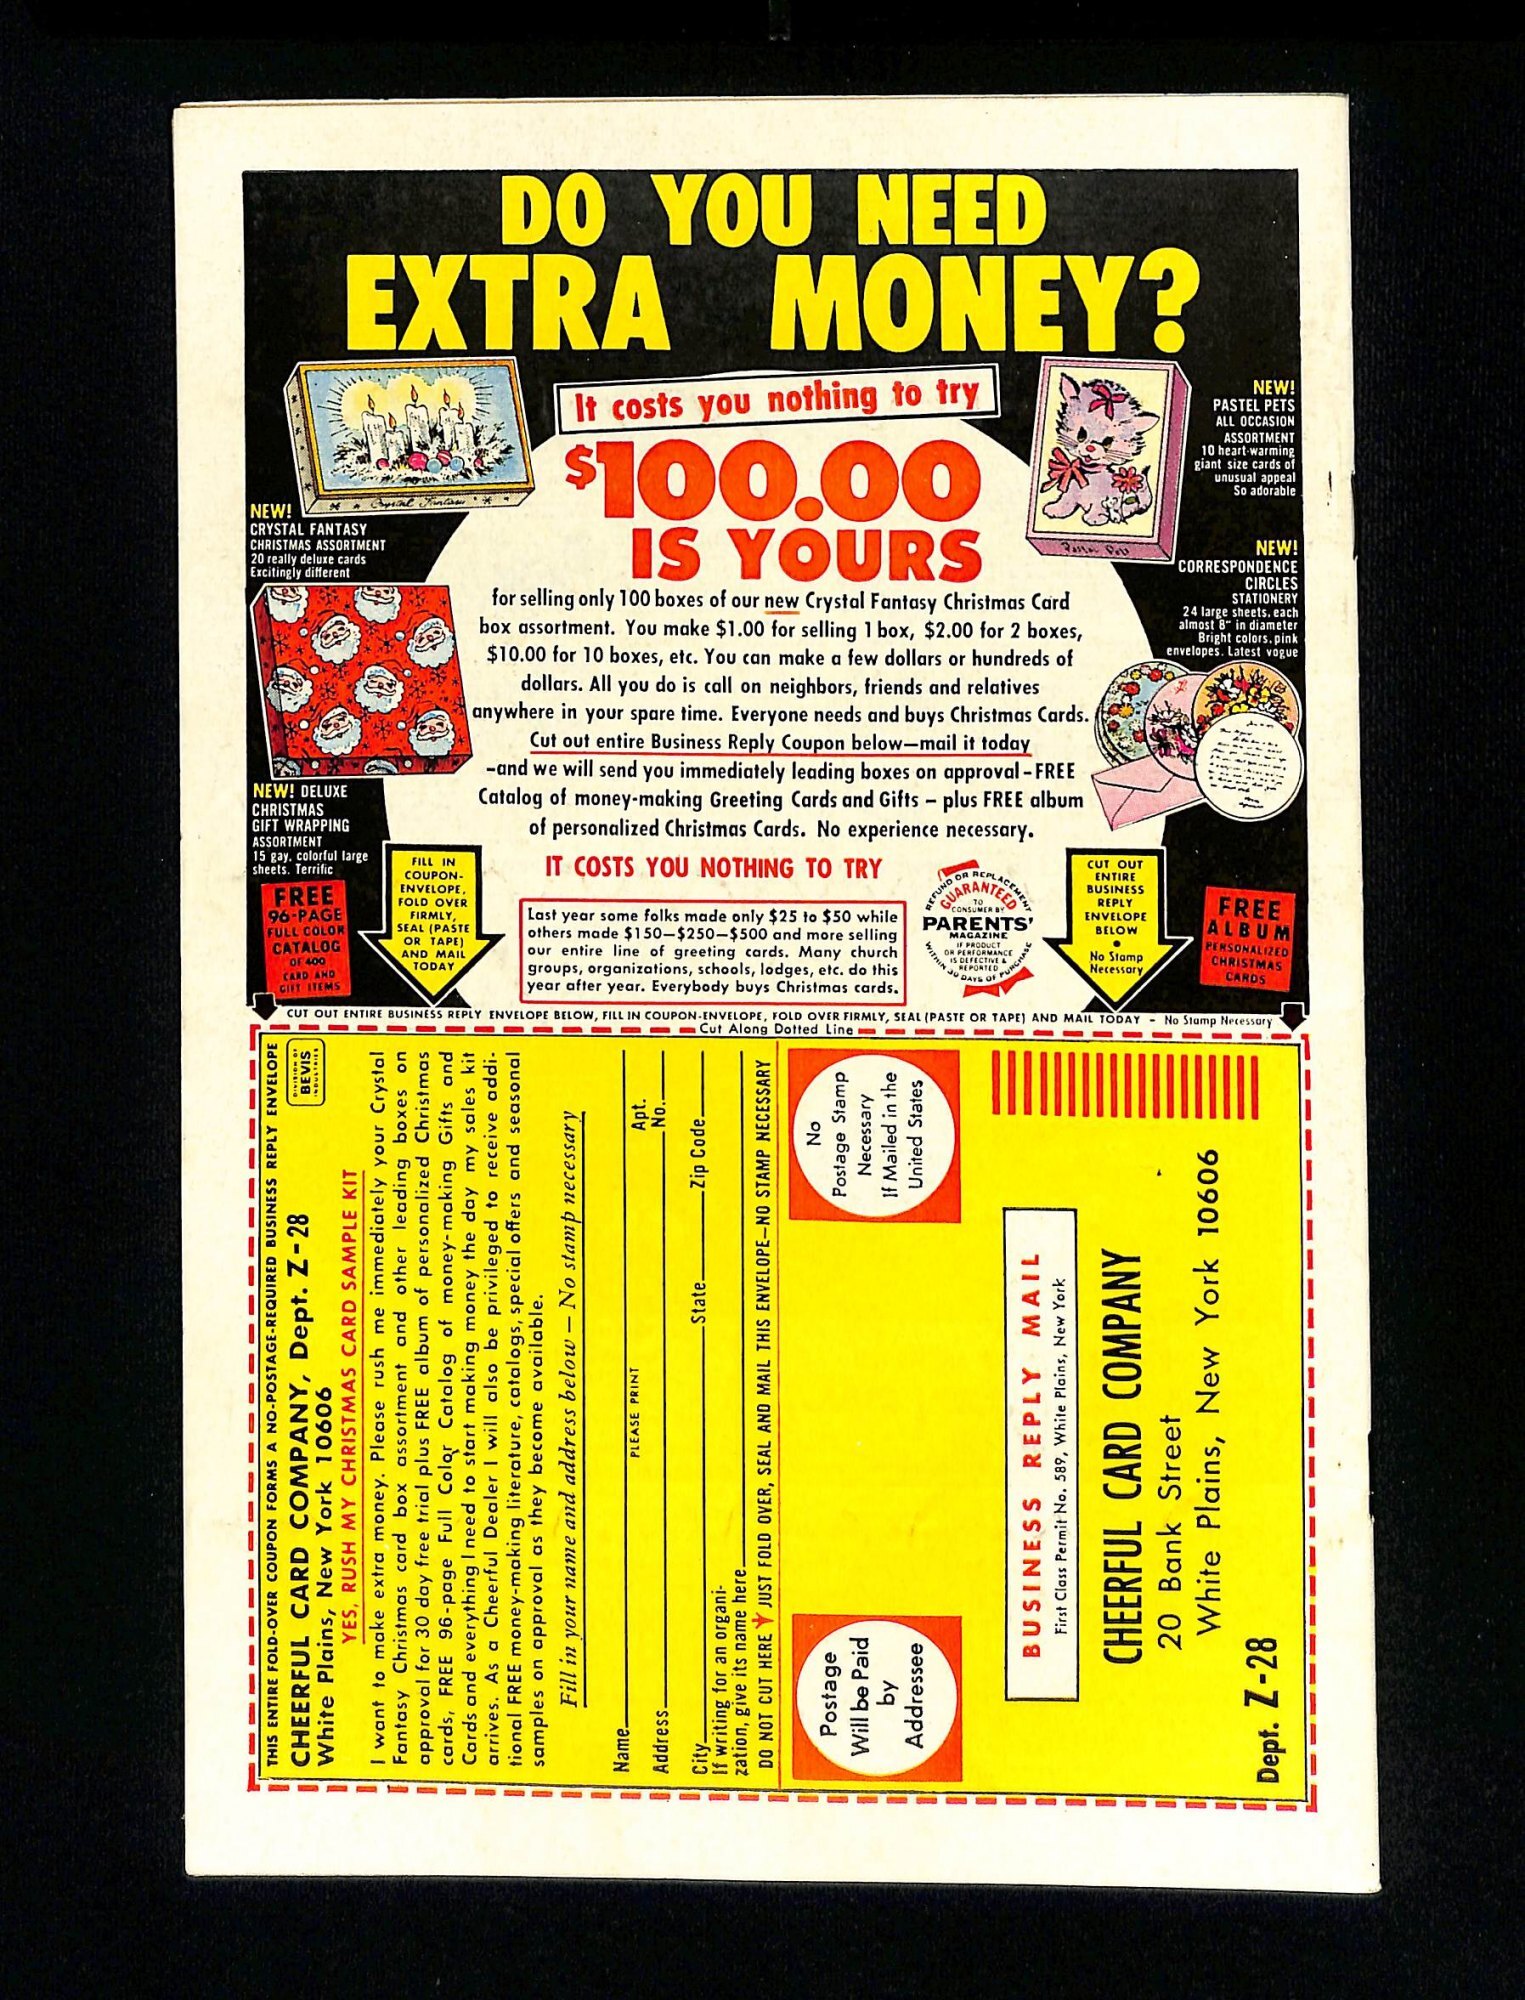 DO YOU NEED
EXTRA MONEY?
It costs you nothing to try
$100.00
IS YOURS
for selling only 100 boxes of our new Crystal Fantasy Christmas Card
box assortment. You make $1.00 for selling 1 box, $2.00 for 2 boxes,
$10.00 for 10 boxes, etc. You can make a few dollars or hundreds of
dollars. All you do is call on neighbors, friends and relatives
anywhere in your spare time. Everyone needs and buys Christmas Cards.
Cut out entire Business Reply Coupon below—mail it today
-and we will send you immediately leading boxes on approval - FREE
Catalog of money-making Greeting Cards and Gifts - plus FREE album
of personalized Christmas Cards. No experience necessary.
Crystal Fantasy
NEW!
CRYSTAL FANTASY
CHRISTMAS ASSORTMENT
20 really deluxe cards
Excitingly different
NEW! DELUXE
CHRISTMAS
GIFT WRAPPING
ASSORTMENT
15 gay, colorful large
sheets. Terrific
Pastel Pets
NEW!
PASTEL PETS
ALL OCCASION
ASSORTMENT
10 heart-warming
giant size cards of
unusual appeal
So adorable
NEW!
CORRESPONDENCE
CIRCLES
STATIONERY
24 large sheets, each
almost 8" in diameter
Bright colors, pink
envelopes. Latest vogue
FREE
96-PAGE
FULL COLOR
CATALOG
OF 400
CARD AND
GIFT ITEMS
FILL IN
COUPON-
ENVELOPE,
FOLD OVER
FIRMLY,
SEAL (PASTE
OR TAPE)
AND MAIL
TODAY
IT COSTS YOU NOTHING TO TRY
Last year some folks made only $25 to $50 while
others made $150—$250—$500 and more selling
our entire line of greeting cards. Many church
groups, organizations, schools, lodges, etc. do this
year after year. Everybody buys Christmas cards.
REFUND OR REPLACEMENT
GUARANTEED
TO
CONSUMER BY
PARENTS'
MAGAZINE
IF PRODUCT
OR PERFORMANCE
IS DEFECTIVE &
REPORTED
WITHIN 30 DAYS OF PURCHASE
CUT OUT
ENTIRE
BUSINESS
REPLY
ENVELOPE
BELOW
•
No Stamp
Necessary
FREE
ALBUM
PERSONALIZED
CHRISTMAS
CARDS
CUT OUT ENTIRE BUSINESS REPLY ENVELOPE BELOW, FILL IN COUPON-ENVELOPE, FOLD OVER FIRMLY, SEAL (PASTE OR TAPE) AND MAIL TODAY - No Stamp Necessary
Cut Along Dotted Line
THIS ENTIRE FOLD-OVER COUPON FORMS A NO-POSTAGE-REQUIRED BUSINESS REPLY ENVELOPE
CHEERFUL CARD COMPANY, Dept. Z-28
White Plains, New York 10606
DIVISION OF
BEVIS
INDUSTRIES
YES, RUSH MY CHRISTMAS CARD SAMPLE KIT
I want to make extra money. Please rush me immediately your Crystal
Fantasy Christmas card box assortment and other leading boxes on
approval for 30 day free trial plus FREE album of personalized Christmas
cards, FREE 96-page Full Color Catalog of money-making Gifts and
Cards and everything I need to start making money the day my sales kit
arrives. As a Cheerful Dealer I will also be privileged to receive addi-
tional FREE money-making literature, catalogs, special offers and seasonal
samples on approval as they become available.
Fill in your name and address below — No stamp necessary
Name
PLEASE PRINT
Address Apt. No.
City State Zip Code
If writing for an organi-
zation, give its name here
DO NOT CUT HERE JUST FOLD OVER, SEAL AND MAIL THIS ENVELOPE—NO STAMP NECESSARY
Postage
Will be Paid
by
Addressee
No
Postage Stamp
Necessary
If Mailed in the
United States
BUSINESS REPLY MAIL
First Class Permit No. 589, White Plains, New York
CHEERFUL CARD COMPANY
20 Bank Street
White Plains, New York 10606
Dept. Z-28